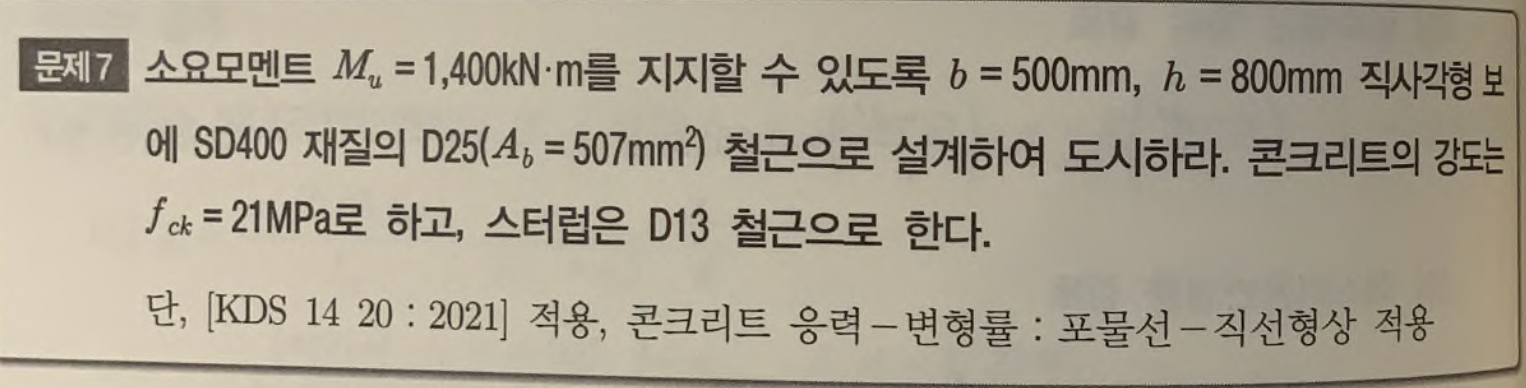 문제7 소요모멘트 $M_u$ = 1,400kN·m를 지지할 수 있도록 $b$ = 500mm, $h$ = 800mm 직사각형 보
에 SD400 재질의 D25($A_b$ = 507mm²) 철근으로 설계하여 도시하라. 콘크리트의 강도는
$f_{ck}$ = 21MPa로 하고, 스터럽은 D13 철근으로 한다.
단, [KDS 14 20 : 2021] 적용, 콘크리트 응력－변형률 : 포물선－직선형상 적용